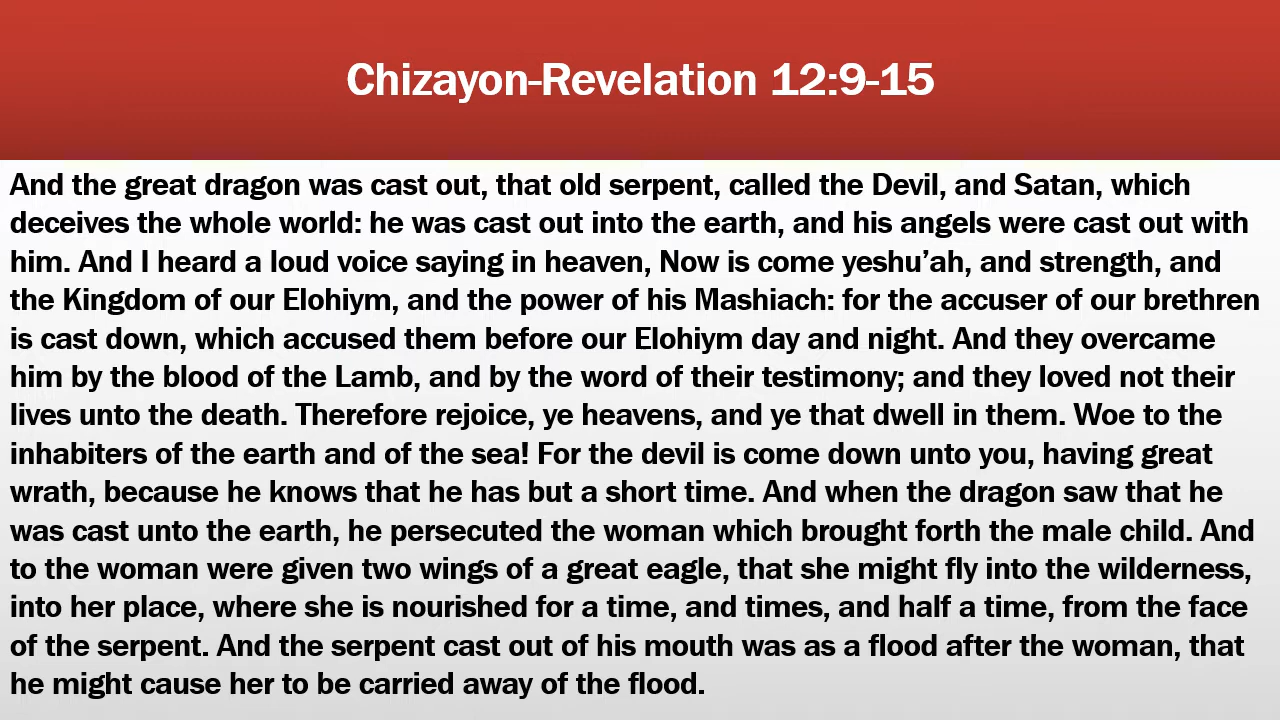 Chizayon-Revelation 12:9-15
And the great dragon was cast out, that old serpent, called the Devil, and Satan, which
deceives the whole world: he was cast out into the earth, and his angels were cast out with
him. And I heard a loud voice saying in heaven, Now is come yeshu’ah, and strength, and
the Kingdom of our Elohiym, and the power of his Mashiach: for the accuser of our brethren
is cast down, which accused them before our Elohiym day and night. And they overcame
him by the blood of the Lamb, and by the word of their testimony; and they loved not their
lives unto the death. Therefore rejoice, ye heavens, and ye that dwell in them. Woe to the
inhabiters of the earth and of the sea! For the devil is come down unto you, having great
wrath, because he knows that he has but a short time. And when the dragon saw that he
was cast unto the earth, he persecuted the woman which brought forth the male child. And
to the woman were given two wings of a great eagle, that she might fly into the wilderness,
into her place, where she is nourished for a time, and times, and half a time, from the face
of the serpent. And the serpent cast out of his mouth was as a flood after the woman, that
he might cause her to be carried away of the flood.